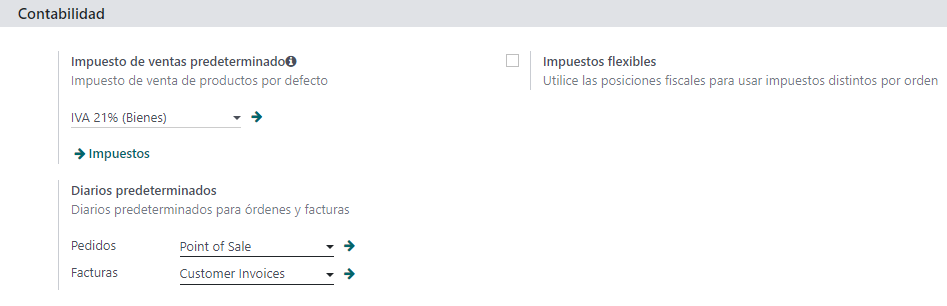 Contabilidad
Impuesto de ventas predeterminado
Impuesto de venta de productos por defecto
IVA 21% (Bienes)
Impuestos
Impuestos flexibles
Utilice las posiciones fiscales para usar impuestos distintos por orden
Diarios predeterminados
Diarios predeterminados para órdenes y facturas
Pedidos Point of Sale
Facturas Customer Invoices